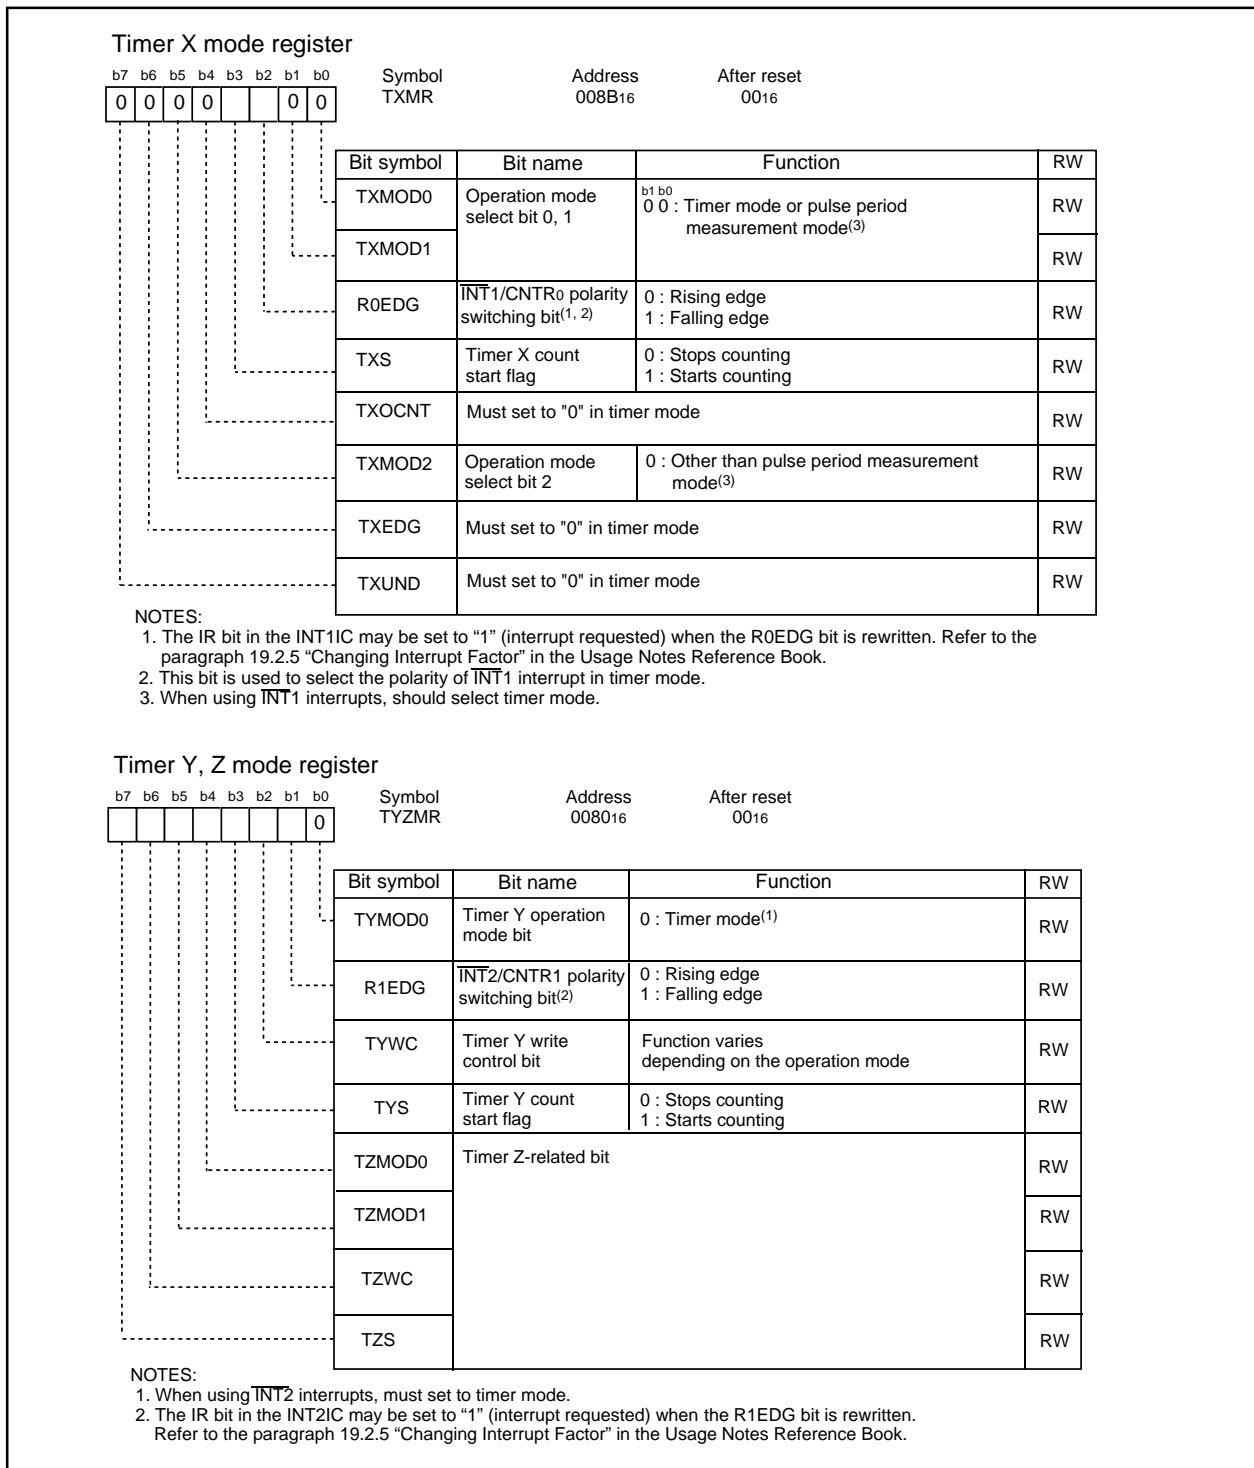 Timer X mode register
b7 b6 b5 b4 b3 b2 b1 b0
Symbol Address After reset
TXMR 008B16 0016
0 0 0 0 0 0
Bit symbol Bit name Function RW
TXMOD0 Operation mode select bit 0, 1 b1 b0 RW
0 0 : Timer mode or pulse period measurement mode(3)
TXMOD1 RW
R0EDG INT1/CNTR0 polarity switching bit(1, 2) 0 : Rising edge RW
1 : Falling edge
TXS Timer X count start flag 0 : Stops counting RW
1 : Starts counting
TXOCNT Must set to "0" in timer mode RW
TXMOD2 Operation mode select bit 2 0 : Other than pulse period measurement mode(3) RW
TXEDG Must set to "0" in timer mode RW
TXUND Must set to "0" in timer mode RW
NOTES:
1. The IR bit in the INT1IC may be set to “1” (interrupt requested) when the R0EDG bit is rewritten. Refer to the
paragraph 19.2.5 “Changing Interrupt Factor” in the Usage Notes Reference Book.
2. This bit is used to select the polarity of INT1 interrupt in timer mode.
3. When using INT1 interrupts, should select timer mode.
Timer Y, Z mode register
b7 b6 b5 b4 b3 b2 b1 b0
Symbol Address After reset
TYZMR 008016 0016
0
Bit symbol Bit name Function RW
TYMOD0 Timer Y operation mode bit 0 : Timer mode(1) RW
R1EDG INT2/CNTR1 polarity switching bit(2) 0 : Rising edge RW
1 : Falling edge
TYWC Timer Y write control bit Function varies depending on the operation mode RW
TYS Timer Y count start flag 0 : Stops counting RW
1 : Starts counting
TZMOD0 Timer Z-related bit RW
TZMOD1 RW
TZWC RW
TZS RW
NOTES:
1. When using INT2 interrupts, must set to timer mode.
2. The IR bit in the INT2IC may be set to “1” (interrupt requested) when the R1EDG bit is rewritten.
Refer to the paragraph 19.2.5 “Changing Interrupt Factor” in the Usage Notes Reference Book.